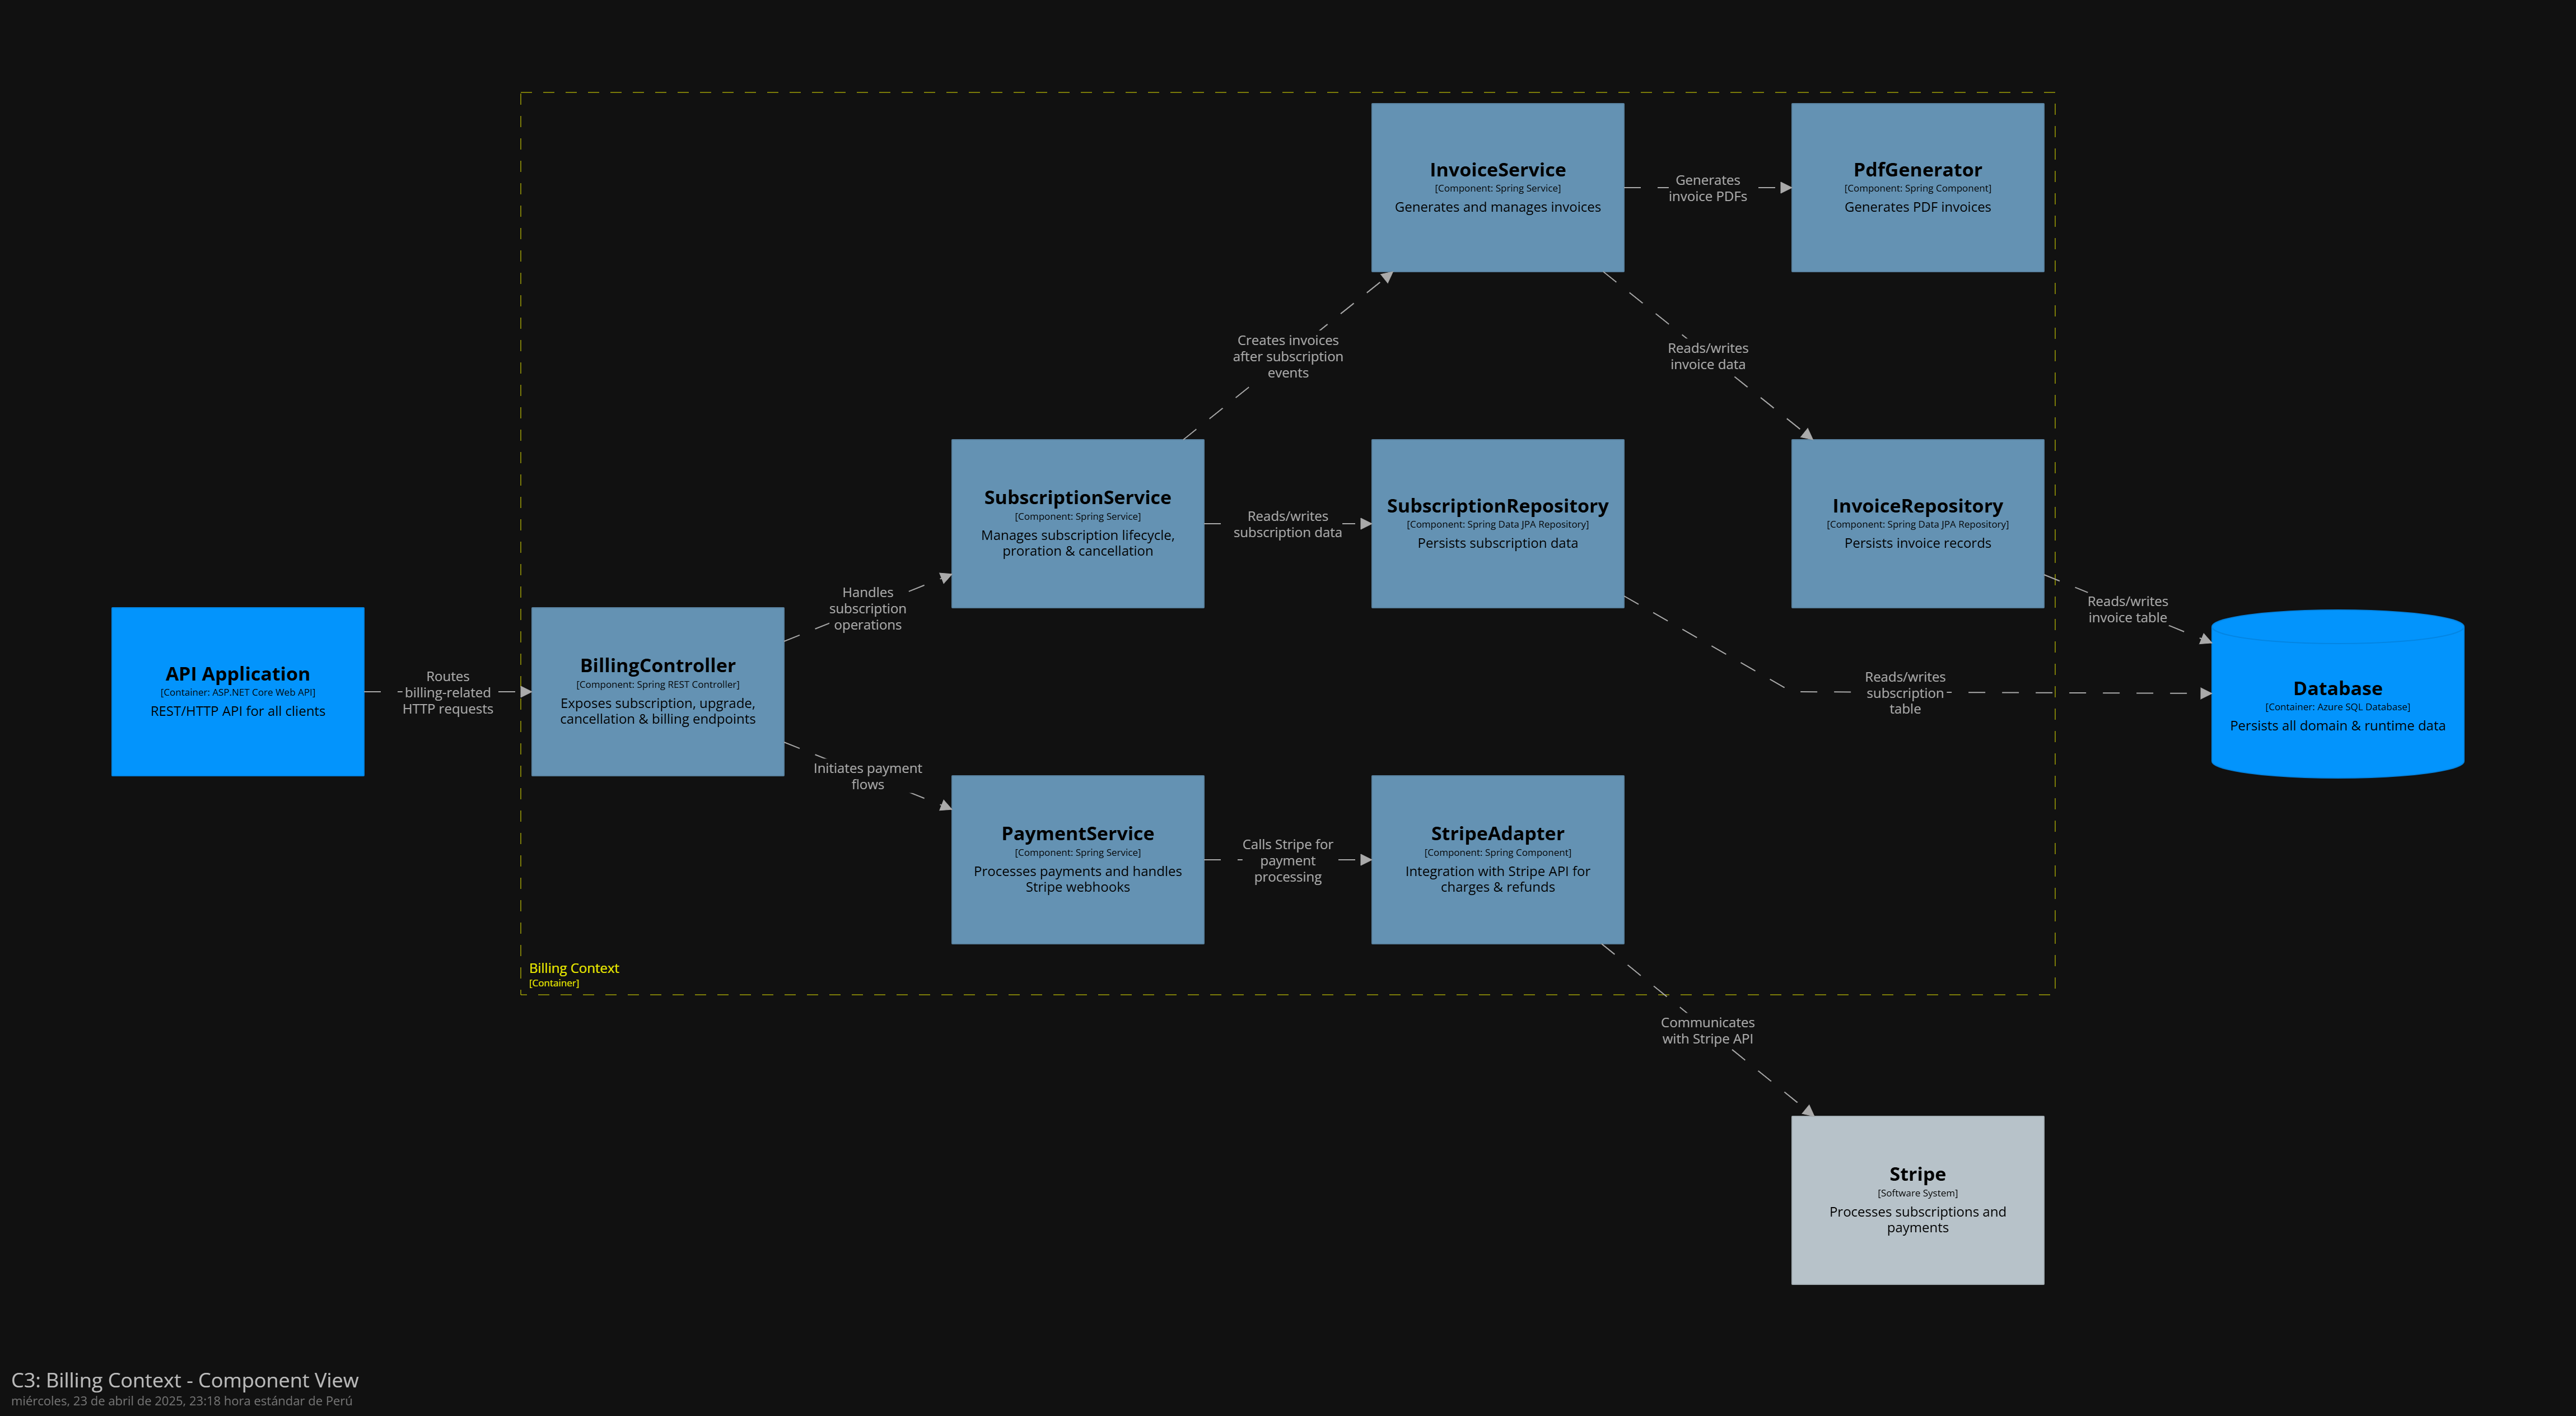 InvoiceService
[Component: Spring Service]
Generates and manages invoices
Generates
invoice PDFs
PdfGenerator
[Component: Spring Component]
Generates PDF invoices
Creates invoices
after subscription
events
Reads/writes
invoice data
SubscriptionService
[Component: Spring Service]
Manages subscription lifecycle,
proration & cancellation
Reads/writes
subscription data
SubscriptionRepository
[Component: Spring Data JPA Repository]
Persists subscription data
InvoiceRepository
[Component: Spring Data JPA Repository]
Persists invoice records
Handles
subscription
operations
Reads/writes
invoice table
API Application
[Container: ASP.NET Core Web API]
REST/HTTP API for all clients
Routes
billing-related
HTTP requests
BillingController
[Component: Spring REST Controller]
Exposes subscription, upgrade,
cancellation & billing endpoints
Reads/writes
subscription
table
Database
[Container: Azure SQL Database]
Persists all domain & runtime data
Initiates payment
flows
PaymentService
[Component: Spring Service]
Processes payments and handles
Stripe webhooks
Calls Stripe for
payment
processing
StripeAdapter
[Component: Spring Component]
Integration with Stripe API for
charges & refunds
Billing Context
[Container]
Communicates
with Stripe API
Stripe
[Software System]
Processes subscriptions and
payments
C3: Billing Context - Component View
miércoles, 23 de abril de 2025, 23:18 hora estándar de Perú